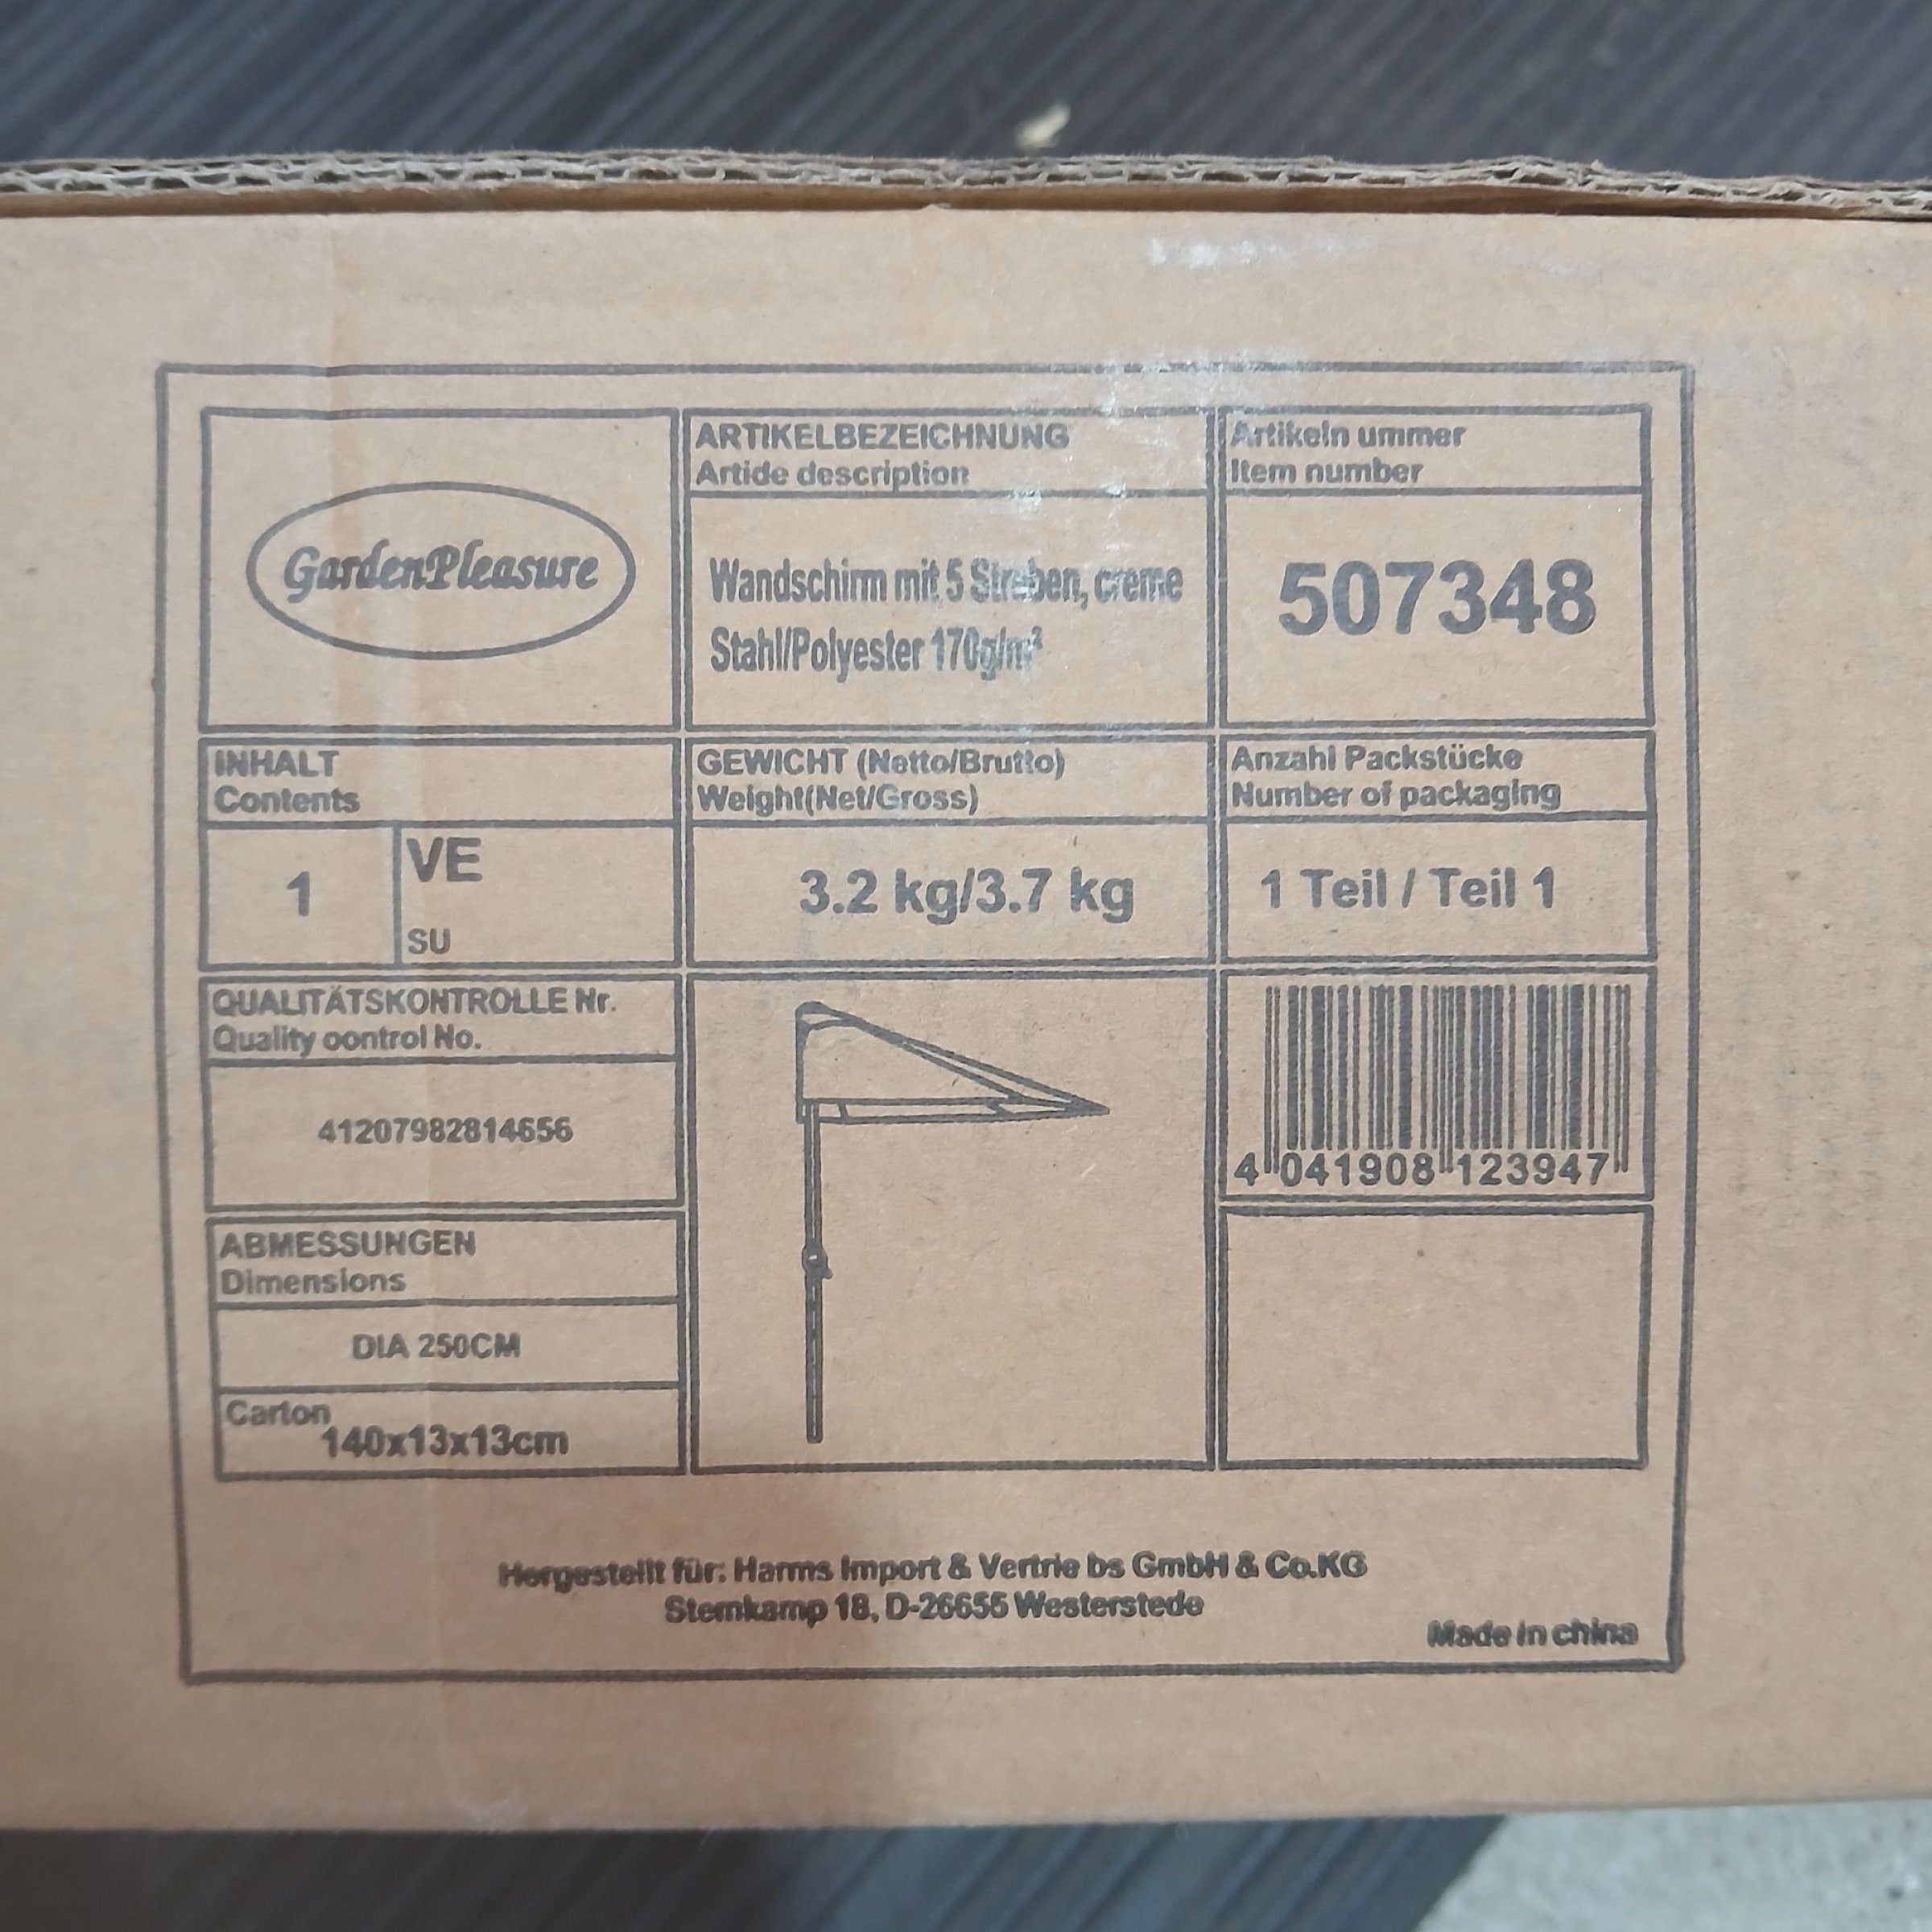 GardenPleasure
ARTIKELBEZEICHNUNG
Artide description
Wandschirm mit 5 Streben, creme
Stahl/Polyester 170g/m²
Artikeln ummer
Item number
507348
INHALT
Contents
1
VE
SU
GEWICHT (Netto/Brutto)
Weight(Net/Gross)
3.2 kg/3.7 kg
Anzahl Packstücke
Number of packaging
1 Teil / Teil 1
QUALITÄTSKONTROLLE Nr.
Quality oontrol No.
41207982814656
4 041908 123947
ABMESSUNGEN
Dimensions
DIA 250CM
Carton
140x13x13cm
Hergestellt für: Harms Import & Vertrie bs GmbH & Co.KG
Stemkamp 18, D-26655 Westerstede
Made in china